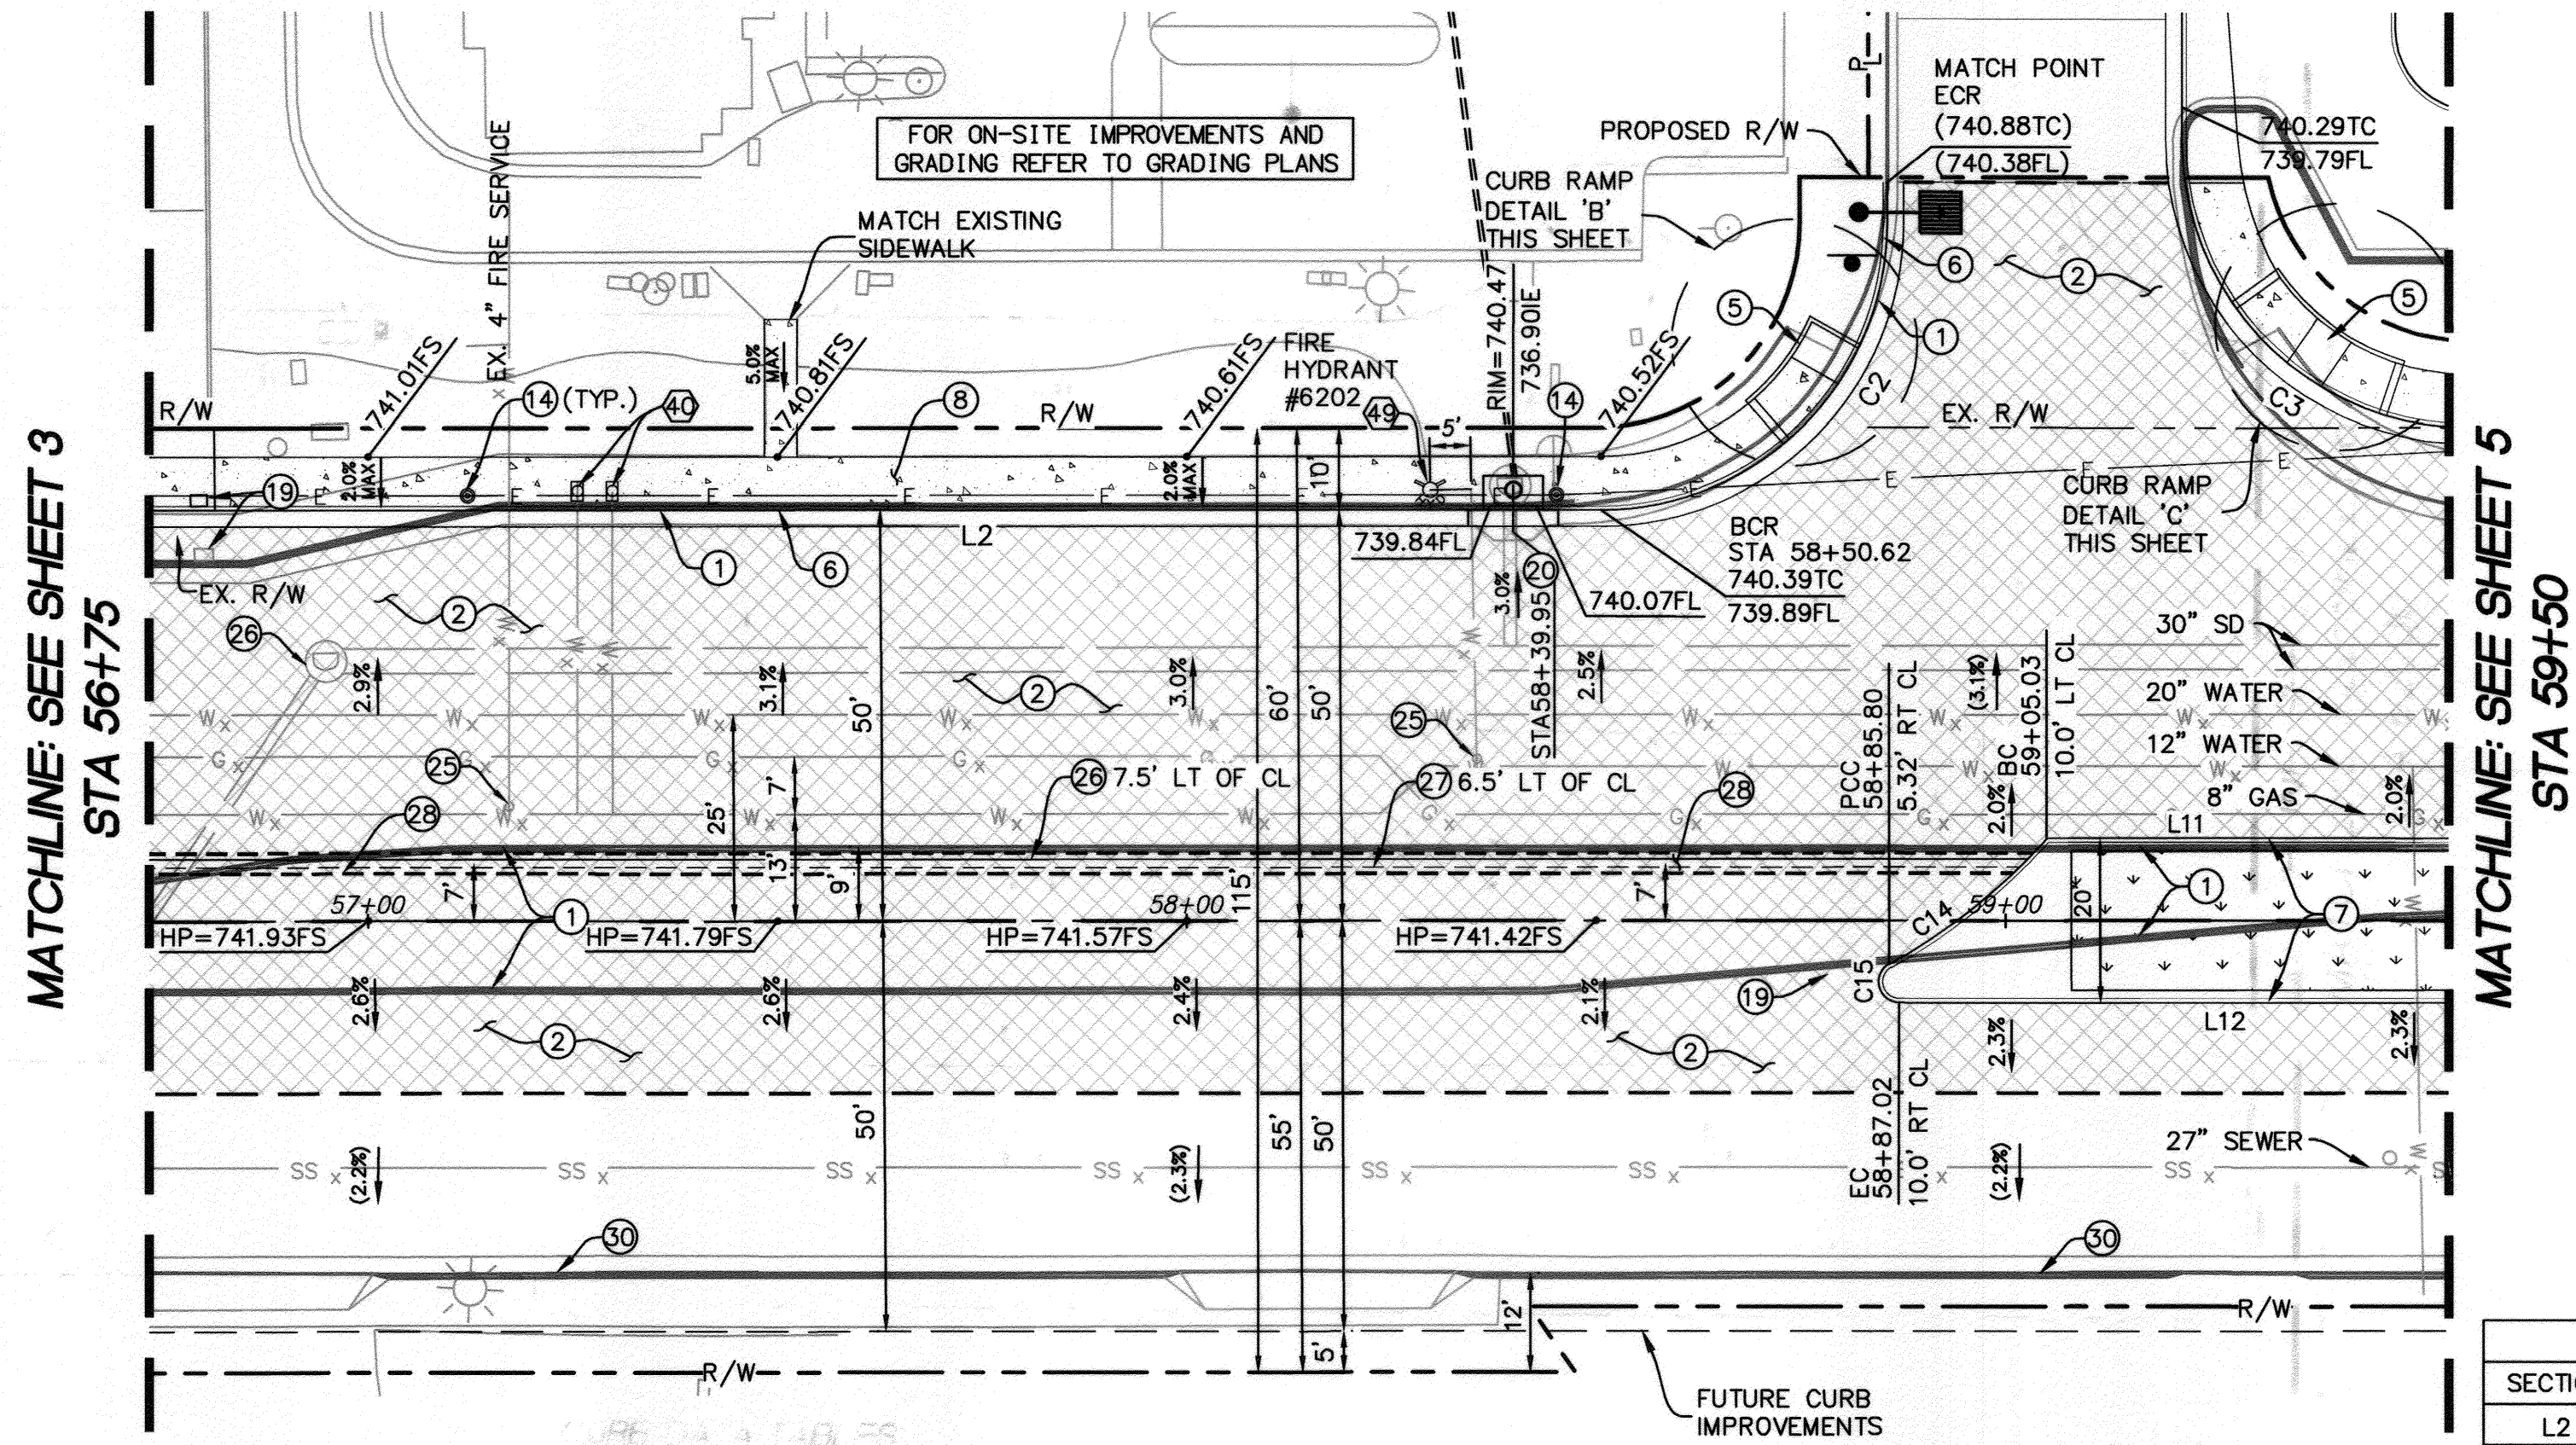 MATCHLINE: SEE SHEET 3
STA 56+75
MATCHLINE: SEE SHEET 5
STA 59+50
FOR ON-SITE IMPROVEMENTS AND
GRADING REFER TO GRADING PLANS
EX. 4" FIRE SERVICE
MATCH EXISTING
SIDEWALK
PROPOSED R/W
PL
MATCH POINT
ECR
(740.88TC)
(740.38FL)
740.29TC
739.79FL
CURB RAMP
DETAIL 'B'
THIS SHEET
6
2
5
5
1
RIM=740.47
736.90IE
FIRE
HYDRANT
#6202
49
5'
14
740.52FS
C2
C3
EX. R/W
R/W
741.01FS
14 (TYP.)
40
5.0%
MAX
740.81FS
8
R/W
740.61FS
10'
19
2.0%
MAX
2.0%
MAX
E
E
E
E
E
E
E
E
CURB RAMP
DETAIL 'C'
THIS SHEET
EX. R/W
1
6
L2
739.84FL
20
3.0%
STA58+39.95
740.07FL
BCR
STA 58+50.62
740.39TC
739.89FL
2
26
2.9%
3.1%
2
3.0%
50'
60'
50'
2.5%
(3.1%)
30" SD
20" WATER
12" WATER
8" GAS
W
W
W
W
W
W
W
W
W
G
G
G
25
25
PCC
58+85.80
5.32' RT CL
BC
59+05.03
10.0' LT CL
2.0%
2.0%
28
26 7.5' LT OF CL
27 6.5' LT OF CL
28
W
W
W
W
W
G
G
G
G
25'
7'
13'
9'
7'
115'
7'
L11
57+00
58+00
59+00
HP=741.93FS
1
HP=741.79FS
HP=741.57FS
HP=741.42FS
C14
20'
1
7
2.6%
2.6%
2.4%
2.1%
19
C15
L12
2
2
2.3%
2.3%
50'
55'
50'
EC
58+87.02
10.0' RT CL
27" SEWER
SS
SS
SS
SS
SS
SS
SS
(2.2%)
(2.3%)
(2.2%)
30
30
12'
5'
R/W
R/W
FUTURE CURB
IMPROVEMENTS
L2